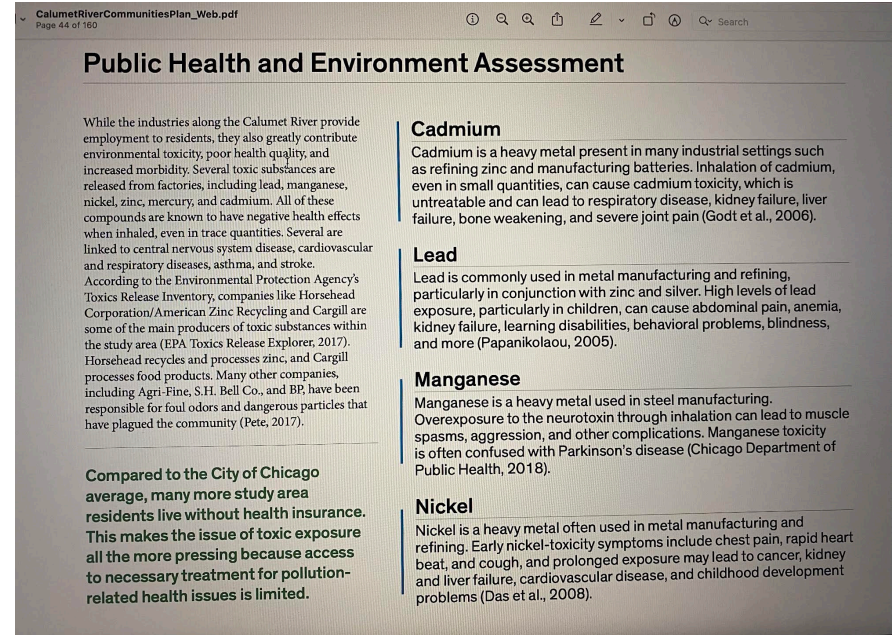 CalumetRiverCommunitiesPlan_Web.pdf
Page 44 of 160
Search
Public Health and Environment Assessment
While the industries along the Calumet River provide
employment to residents, they also greatly contribute
environmental toxicity, poor health quality, and
increased morbidity. Several toxic substances are
released from factories, including lead, manganese,
nickel, zinc, mercury, and cadmium. All of these
compounds are known to have negative health effects
when inhaled, even in trace quantities. Several are
linked to central nervous system disease, cardiovascular
and respiratory diseases, asthma, and stroke.
According to the Environmental Protection Agency's
Toxics Release Inventory, companies like Horsehead
Corporation/American Zinc Recycling and Cargill are
some of the main producers of toxic substances within
the study area (EPA Toxics Release Explorer, 2017).
Horsehead recycles and processes zinc, and Cargill
processes food products. Many other companies,
including Agri-Fine, S.H. Bell Co., and BP, have been
responsible for foul odors and dangerous particles that
have plagued the community (Pete, 2017).
Compared to the City of Chicago
average, many more study area
residents live without health insurance.
This makes the issue of toxic exposure
all the more pressing because access
to necessary treatment for pollution-
related health issues is limited.
Cadmium
Cadmium is a heavy metal present in many industrial settings such
as refining zinc and manufacturing batteries. Inhalation of cadmium,
even in small quantities, can cause cadmium toxicity, which is
untreatable and can lead to respiratory disease, kidney failure, liver
failure, bone weakening, and severe joint pain (Godt et al., 2006).
Lead
Lead is commonly used in metal manufacturing and refining,
particularly in conjunction with zinc and silver. High levels of lead
exposure, particularly in children, can cause abdominal pain, anemia,
kidney failure, learning disabilities, behavioral problems, blindness,
and more (Papanikolaou, 2005).
Manganese
Manganese is a heavy metal used in steel manufacturing.
Overexposure to the neurotoxin through inhalation can lead to muscle
spasms, aggression, and other complications. Manganese toxicity
is often confused with Parkinson's disease (Chicago Department of
Public Health, 2018).
Nickel
Nickel is a heavy metal often used in metal manufacturing and
refining. Early nickel-toxicity symptoms include chest pain, rapid heart
beat, and cough, and prolonged exposure may lead to cancer, kidney
and liver failure, cardiovascular disease, and childhood development
problems (Das et al., 2008).